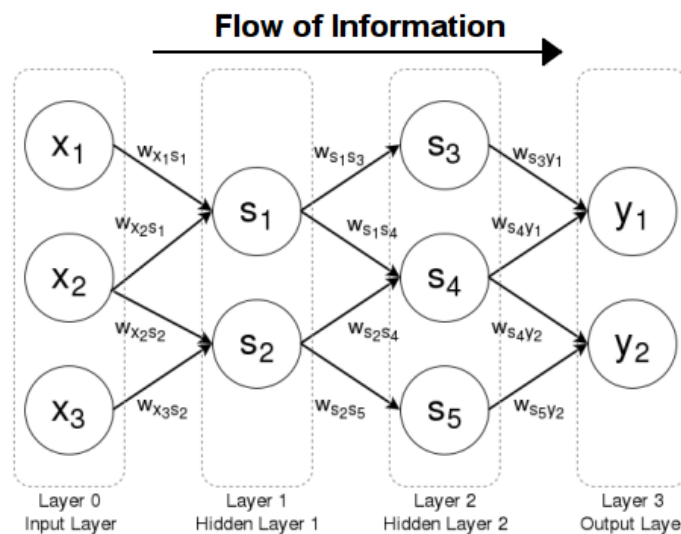 Flow of Information
x₁
wx₁s₁
s₁
ws₁s₃
s₃
ws₃y₁
y₁
x₂
wx₂s₁
wx₂s₂
s₂
ws₁s₄
s₄
ws₄y₁
ws₂s₄
ws₄y₂
y₂
x₃
wx₃s₂
ws₂s₅
s₅
ws₅y₂
Layer 0
Input Layer
Layer 1
Hidden Layer 1
Layer 2
Hidden Layer 2
Layer 3
Output Laye